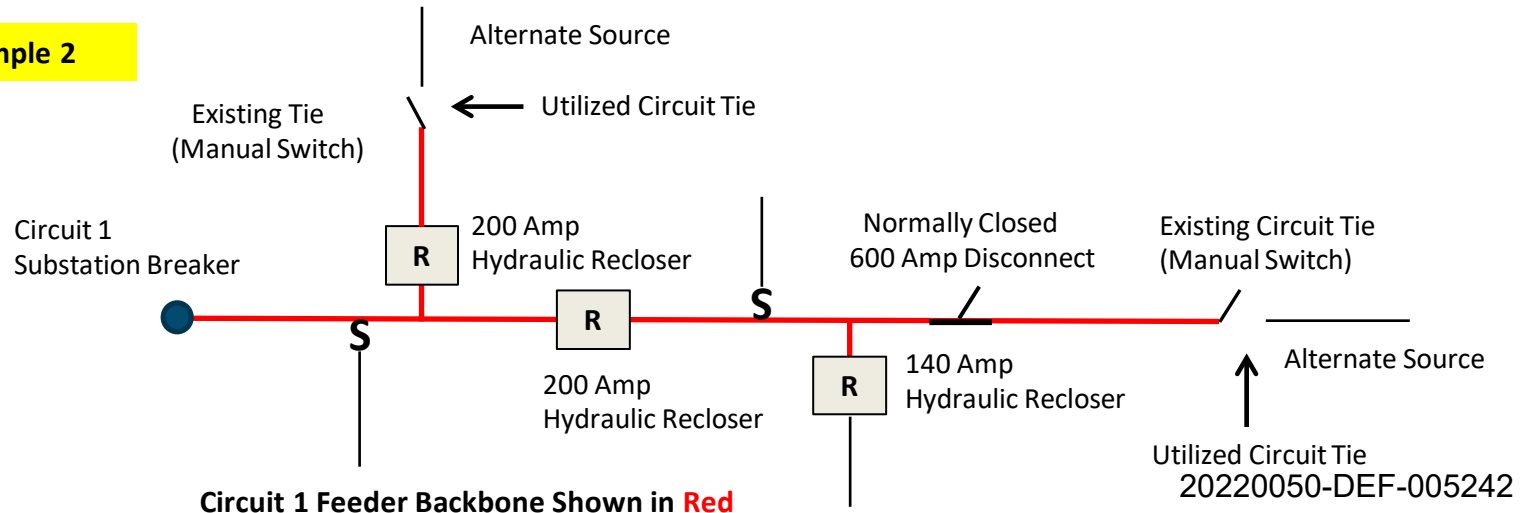 nple 2
Alternate Source
Existing Tie
(Manual Switch)
Utilized Circuit Tie
Circuit 1
Substation Breaker
R
200 Amp
Hydraulic Recloser
Normally Closed
600 Amp Disconnect
Existing Circuit Tie
(Manual Switch)
S
R
S
200 Amp
Hydraulic Recloser
R
140 Amp
Hydraulic Recloser
Alternate Source
Utilized Circuit Tie
20220050-DEF-005242
Circuit 1 Feeder Backbone Shown in Red